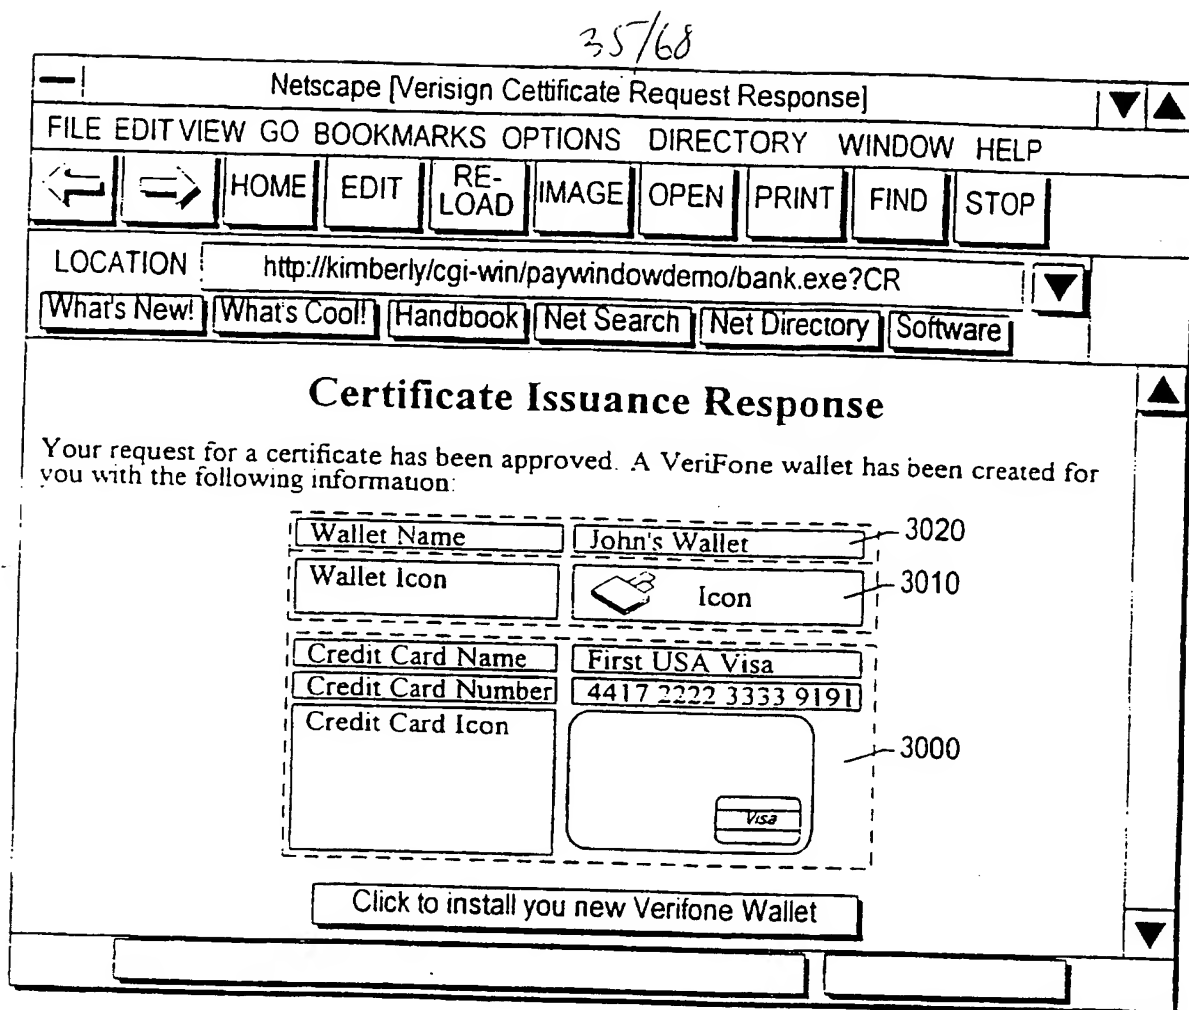 35/68
Netscape [Verisign Cettificate Request Response]
FILE EDIT VIEW GO BOOKMARKS OPTIONS DIRECTORY WINDOW HELP
HOME EDIT RE-LOAD IMAGE OPEN PRINT FIND STOP
LOCATION http://kimberly/cgi-win/paywindowdemo/bank.exe?CR
What's New! What's Cool! Handbook Net Search Net Directory Software
Certificate Issuance Response
Your request for a certificate has been approved. A VeriFone wallet has been created for
you with the following information:
Wallet Name John's Wallet 3020
Wallet Icon Icon 3010
Credit Card Name First USA Visa
Credit Card Number 4417 2222 3333 9191
Credit Card Icon 3000
Visa
Click to install you new Verifone Wallet